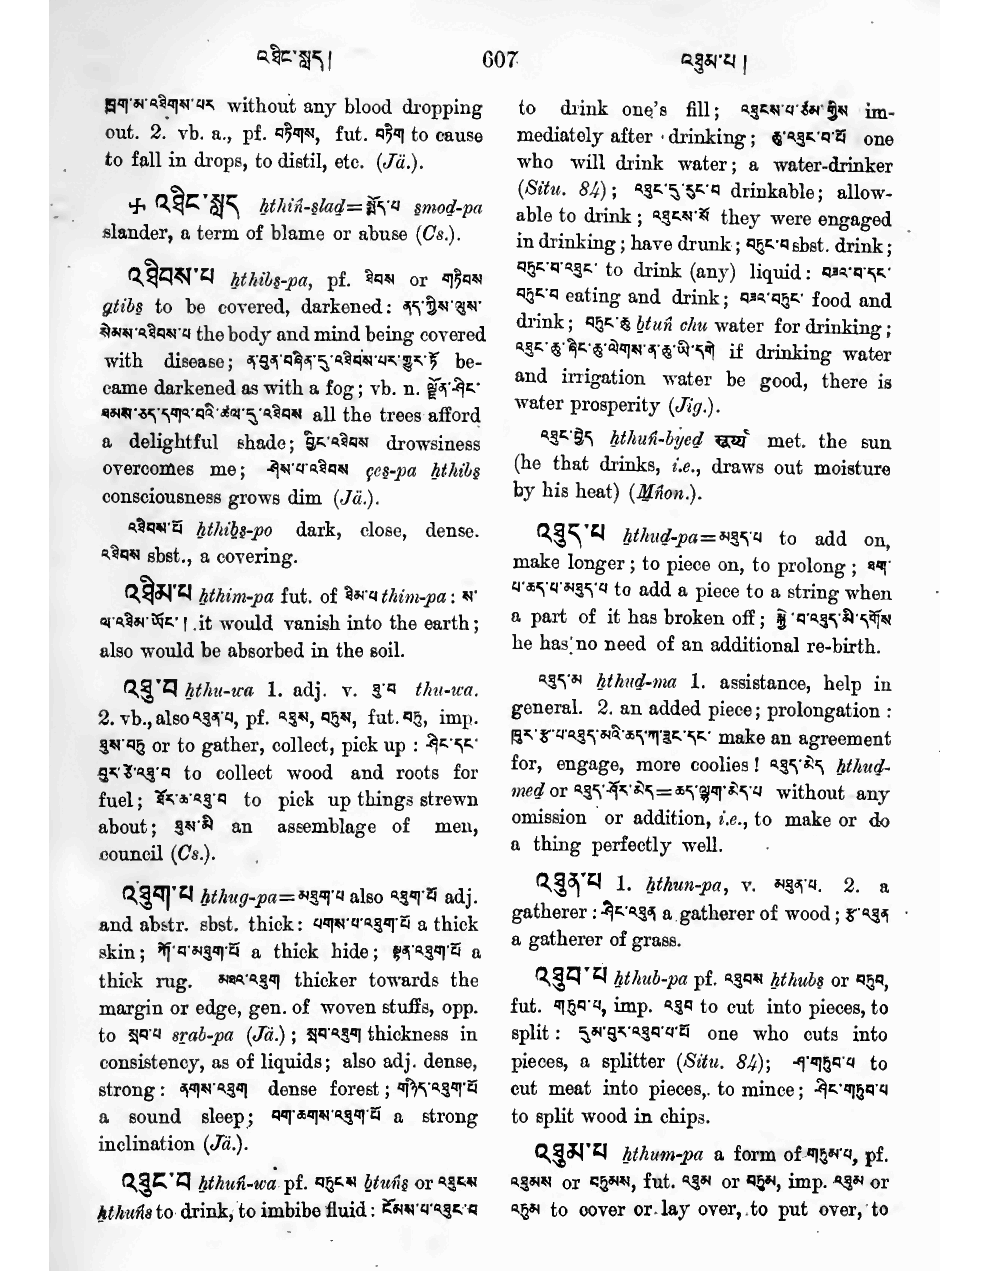 འཐིང་སླད།
607
འཐུམ་པ།
ཁྲག་མ་འཐིགས་པར without any blood dropping
out. 2. vb. a., pf. བཏིགས, fut. བཏིག to cause
to fall in drops, to distil, etc. (Jä.).
+ འཐིང་སླད ḥthiṅ-s̱laḏ=སྨོད་པ s̱moḏ-pa
slander, a term of blame or abuse (Cs.).
འཐིབས་པ ḥthibs̱-pa, pf. ཐིབས or གཏིབས
gtibs̱ to be covered, darkened: ནད་ཀྱིས་ལུས་
སེམས་འཐིབས་པ the body and mind being covered
with disease; ན་བུན་བཞིན་དུ་འཐིབས་པར་གྱུར་ཏོ be-
came darkened as with a fog; vb. n. ལྗོན་ཤིང་
ཐམས་ཅད་དགའ་བའི་ཚལ་དུ་འཐིབས all the trees afford
a delightful shade; བྱིང་འཐིབས drowsiness
overcomes me; ཤེས་པ་འཐིབས çes̱-pa ḥthibs̱
consciousness grows dim (Jä.).
འཐིབས་པོ ḥthibs̱-po dark, close, dense.
འཐིབས sbst., a covering.
འཐིམ་པ ḥthim-pa fut. of ཐིམ་པ thim-pa: ས་
ལ་འཐིམ་ཡོང་། it would vanish into the earth;
also would be absorbed in the soil.
འཐུ་བ ḥthu-wa 1. adj. v. ཐུ་བ thu-wa.
2. vb., also འཐུན་པ, pf. འཐུས, བཏུས, fut. བཏུ, imp.
ཐུས་བཏུ or to gather, collect, pick up : ཤིང་དང་
བུད་རྩི་འཐུ་བ to collect wood and roots for
fuel; ཐོར་ཆ་འཐུ་བ to pick up things strewn
about; ཐུས་མི an assemblage of men,
council (Cs.).
འཐུག་པ ḥthug-pa=མཐུག་པ also འཐུག་པོ adj.
and abstr. sbst. thick: པགས་པ་འཐུག་པོ a thick
skin; ཀོ་བ་མཐུག་པོ a thick hide; སྟན་འཐུག་པོ a
thick rug. མཐའ་འཐུག thicker towards the
margin or edge, gen. of woven stuffs, opp.
to སྲབ་པ srab-pa (Jä.); སླབ་འཐུག thickness in
consistency, as of liquids; also adj. dense,
strong: ནགས་འཐུག dense forest; གཉིད་འཐུག་པོ
a sound sleep; བག་ཆགས་འཐུག་པོ a strong
inclination (Jä.).
འཐུང་བ ḥthuṅ-wa pf. བཏུངས ḇtuṅs̱ or འཐུངས
ḥthuṅs to drink, to imbibe fluid: ངོམས་པ་འཐུང་བ
to drink one's fill; འཐུངས་པ་ཙམ་གྱིས im-
mediately after drinking; ཆུ་འཐུང་བ་པོ one
who will drink water; a water-drinker
(Situ. 84); འཐུང་དུ་རུང་བ drinkable; allow-
able to drink; འཐུངས་སོ they were engaged
in drinking; have drunk; བཏུང་བ sbst. drink;
བཏུང་བ་འཐུང་ to drink (any) liquid: བཟའ་བ་དང་
བཏུང་བ eating and drink; བཟའ་བཏུང་ food and
drink; བཏུང་ཆུ ḇtuṅ chu water for drinking;
འཐུང་ཆུ་ཞིང་ཆུ་ལེགས་ན་ཆུ་ཡི་དགེ if drinking water
and irrigation water be good, there is
water prosperity (Jig.).
འཐུང་བྱེད ḥthuṅ-byeḏ सूर्य्य met. the sun
(he that drinks, i.e., draws out moisture
by his heat) (M̱ṅon.).
འཐུད་པ ḥthuḏ-pa=མཐུད་པ to add on,
make longer; to piece on, to prolong; ཐག་
པ་ཆད་པ་མཐུད་པ to add a piece to a string when
a part of it has broken off; སྐྱེ་བ་འཐུད་མི་དགོས
he has no need of an additional re-birth.
འཐུད་མ ḥthuḏ-ma 1. assistance, help in
general. 2. an added piece; prolongation :
ཁུར་རྩ་པ་འཐུད་མའི་ཆད་ཀ་ཟུང་དང་ make an agreement
for, engage, more coolies! འཐུད་མེད ḥthuḏ-
meḏ or འཐུད་ཤོར་མེད=ཆད་ལྷག་མེད་པ without any
omission or addition, i.e., to make or do
a thing perfectly well.
འཐུན་པ 1. ḥthun-pa, v. མཐུན་པ. 2. a
gatherer: ཤིང་འཐུན a gatherer of wood; རྩ་འཐུན
a gatherer of grass.
འཐུབ་པ ḥthub-pa pf. འཐུབས ḥthubs̱ or བཏུབ,
fut. གཏུབ་པ, imp. འཐུབ to cut into pieces, to
split : དུམ་བུར་འཐུབ་པ་པོ one who cuts into
pieces, a splitter (Situ. 84); ཤ་གཏུབ་པ to
cut meat into pieces, to mince; ཤིང་གཏུབ་པ
to split wood in chips.
འཐུམ་པ ḥthum-pa a form of གཏུམ་པ, pf.
འཐུམས or བཏུམས, fut. འཐུམ or བཏུམ, imp. འཐུམ or
བཏུམ to cover or lay over, to put over, to